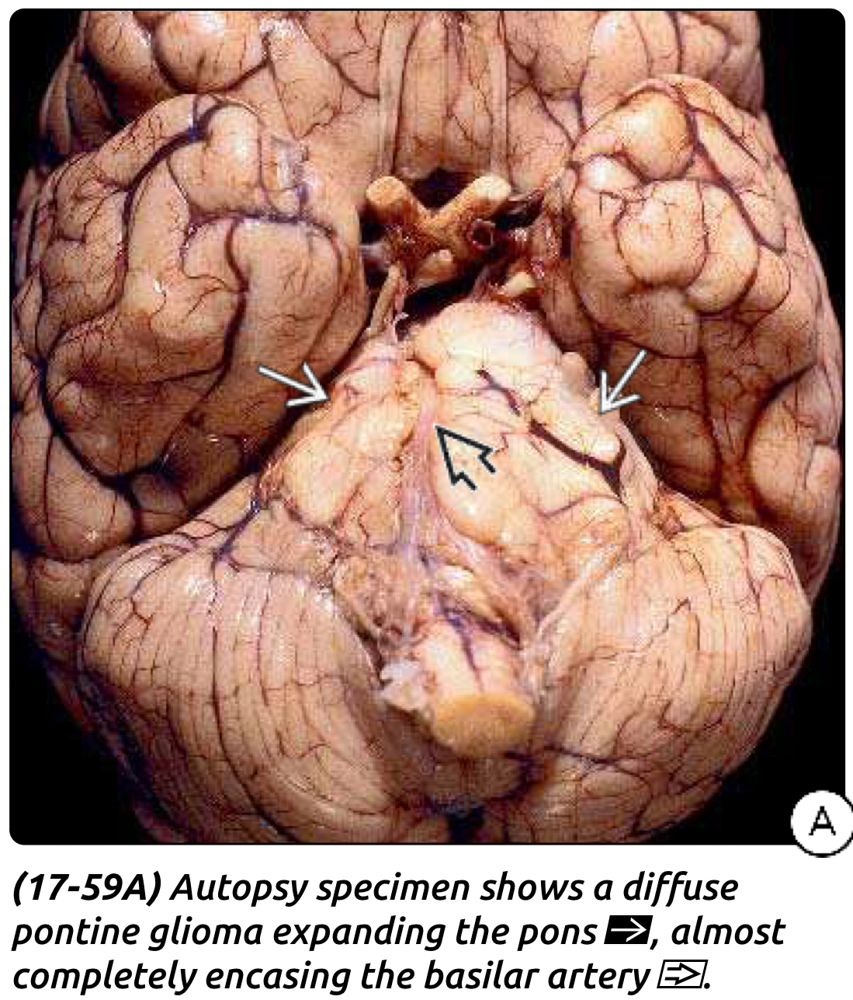 A
(17-59A) Autopsy specimen shows a diffuse
pontine glioma expanding the pons ➡, almost
completely encasing the basilar artery ⇨.